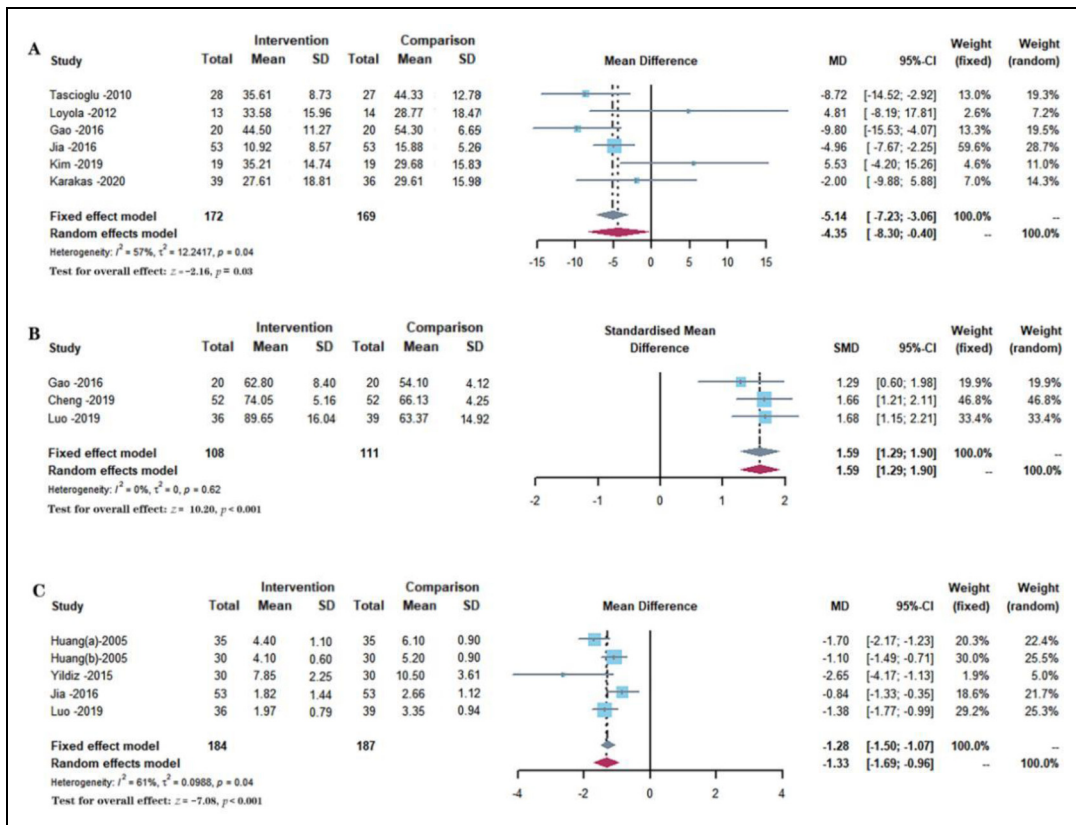 A
Intervention Comparison Weight Weight
Study Total Mean SD Total Mean SD Mean Difference MD 95%-CI (fixed) (random)
Tascioglu -2010 28 35.61 8.73 27 44.33 12.78 -8.72 [-14.52; -2.92] 13.0% 19.3%
Loyola -2012 13 33.58 15.96 14 28.77 18.47 4.81 [ -8.19; 17.81] 2.6% 7.2%
Gao -2016 20 44.50 11.27 20 54.30 6.65 -9.80 [-15.53; -4.07] 13.3% 19.5%
Jia -2016 53 10.92 8.57 53 15.88 5.26 -4.96 [ -7.67; -2.25] 59.6% 28.7%
Kim -2019 19 35.21 14.74 19 29.68 15.83 5.53 [ -4.20; 15.26] 4.6% 11.0%
Karakas -2020 39 27.61 18.81 36 29.61 15.98 -2.00 [ -9.88; 5.88] 7.0% 14.3%
Fixed effect model 172 169 -5.14 [ -7.23; -3.06] 100.0% --
Random effects model -4.35 [ -8.30; -0.40] -- 100.0%
Heterogeneity: I² = 57%, τ² = 12.2417, p = 0.04
-15 -10 -5 0 5 10 15
Test for overall effect: z = -2.16, p = 0.03
B
Intervention Comparison Standardised Mean Weight Weight
Study Total Mean SD Total Mean SD Difference SMD 95%-CI (fixed) (random)
Gao -2016 20 62.80 8.40 20 54.10 4.12 1.29 [0.60; 1.98] 19.9% 19.9%
Cheng -2019 52 74.05 5.16 52 66.13 4.25 1.66 [1.21; 2.11] 46.8% 46.8%
Luo -2019 36 89.65 16.04 39 63.37 14.92 1.68 [1.15; 2.21] 33.4% 33.4%
Fixed effect model 108 111 1.59 [1.29; 1.90] 100.0% --
Random effects model 1.59 [1.29; 1.90] -- 100.0%
Heterogeneity: I² = 0%, τ² = 0, p = 0.62
-2 -1 0 1 2
Test for overall effect: z = 10.20, p < 0.001
C
Intervention Comparison Weight Weight
Study Total Mean SD Total Mean SD Mean Difference MD 95%-CI (fixed) (random)
Huang(a)-2005 35 4.40 1.10 35 6.10 0.90 -1.70 [-2.17; -1.23] 20.3% 22.4%
Huang(b)-2005 30 4.10 0.60 30 5.20 0.90 -1.10 [-1.49; -0.71] 30.0% 25.5%
Yildiz -2015 30 7.85 2.25 30 10.50 3.61 -2.65 [-4.17; -1.13] 1.9% 5.0%
Jia -2016 53 1.82 1.44 53 2.66 1.12 -0.84 [-1.33; -0.35] 18.6% 21.7%
Luo -2019 36 1.97 0.79 39 3.35 0.94 -1.38 [-1.77; -0.99] 29.2% 25.3%
Fixed effect model 184 187 -1.28 [-1.50; -1.07] 100.0% --
Random effects model -1.33 [-1.69; -0.96] -- 100.0%
Heterogeneity: I² = 61%, τ² = 0.0988, p = 0.04
-4 -2 0 2 4
Test for overall effect: z = -7.08, p < 0.001